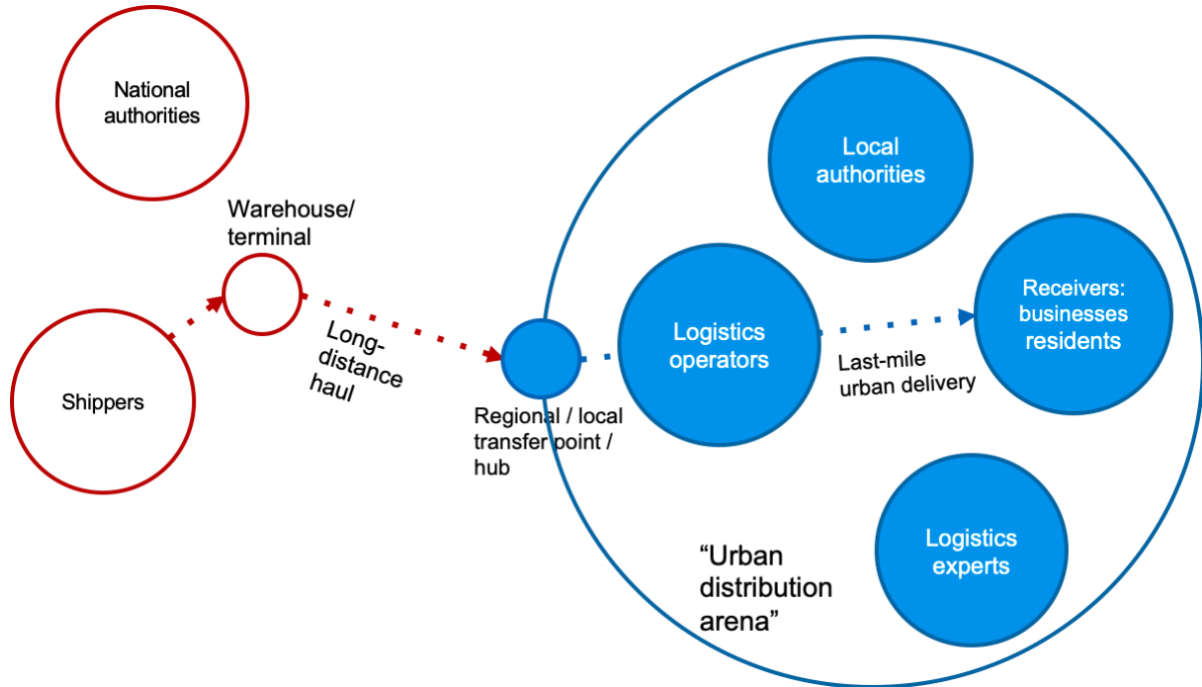 National
authorities
Warehouse/
terminal
Shippers
Long-
distance
haul
Regional / local
transfer point /
hub
Local
authorities
Logistics
operators
Last-mile
urban delivery
Receivers:
businesses
residents
Logistics
experts
“Urban
distribution
arena”